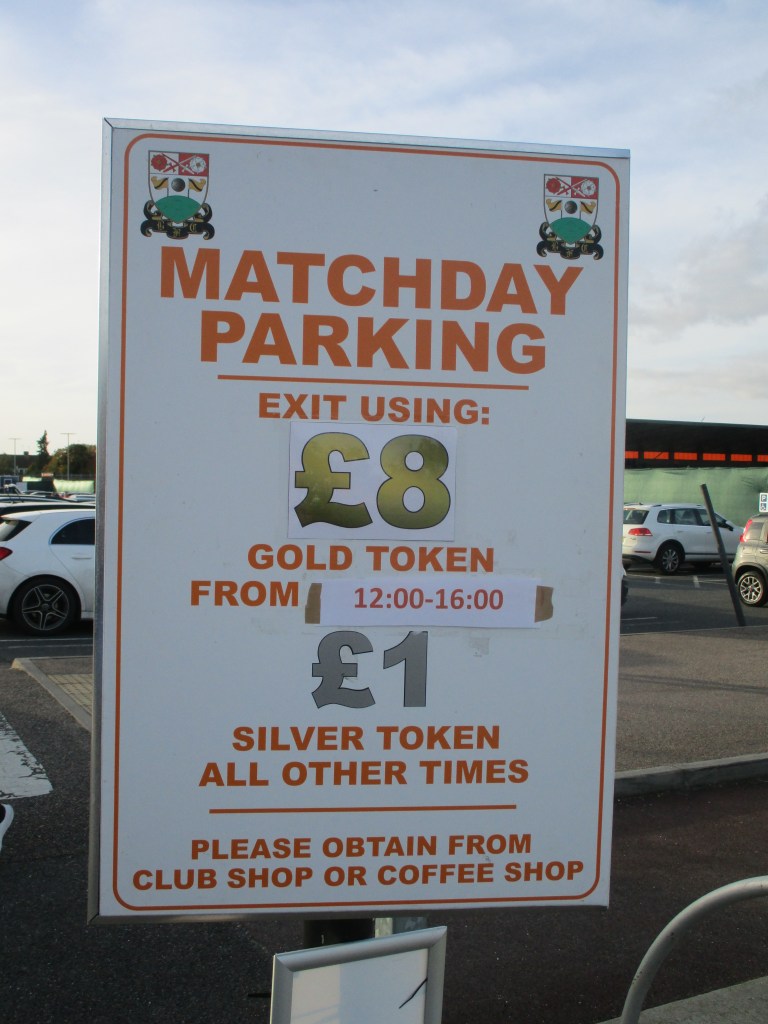 MATCHDAY
PARKING
EXIT USING:
£8
GOLD TOKEN
FROM 12:00-16:00
£1
SILVER TOKEN
ALL OTHER TIMES
PLEASE OBTAIN FROM
CLUB SHOP OR COFFEE SHOP